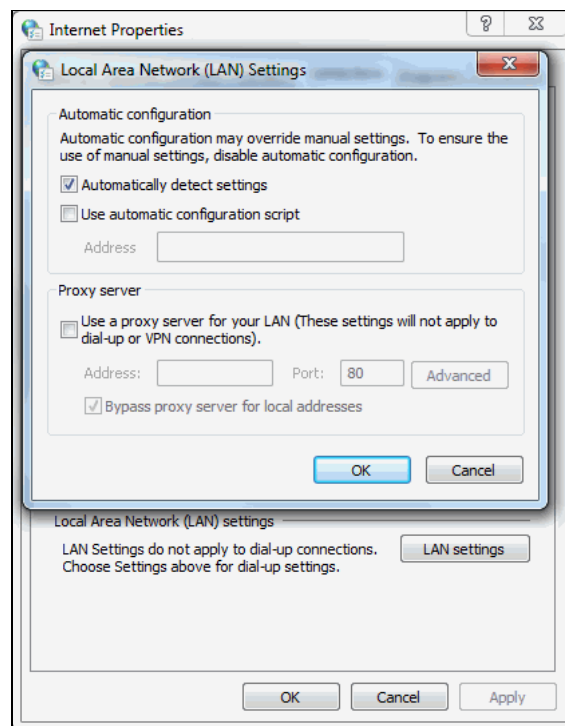 Internet Properties
Local Area Network (LAN) Settings
Automatic configuration
Automatic configuration may override manual settings. To ensure the
use of manual settings, disable automatic configuration.
Automatically detect settings
Use automatic configuration script
Address
Proxy server
Use a proxy server for your LAN (These settings will not apply to
dial-up or VPN connections).
Address:
Port: 80
Advanced
Bypass proxy server for local addresses
OK
Cancel
Local Area Network (LAN) settings
LAN Settings do not apply to dial-up connections.
Choose Settings above for dial-up settings.
LAN settings
OK
Cancel
Apply